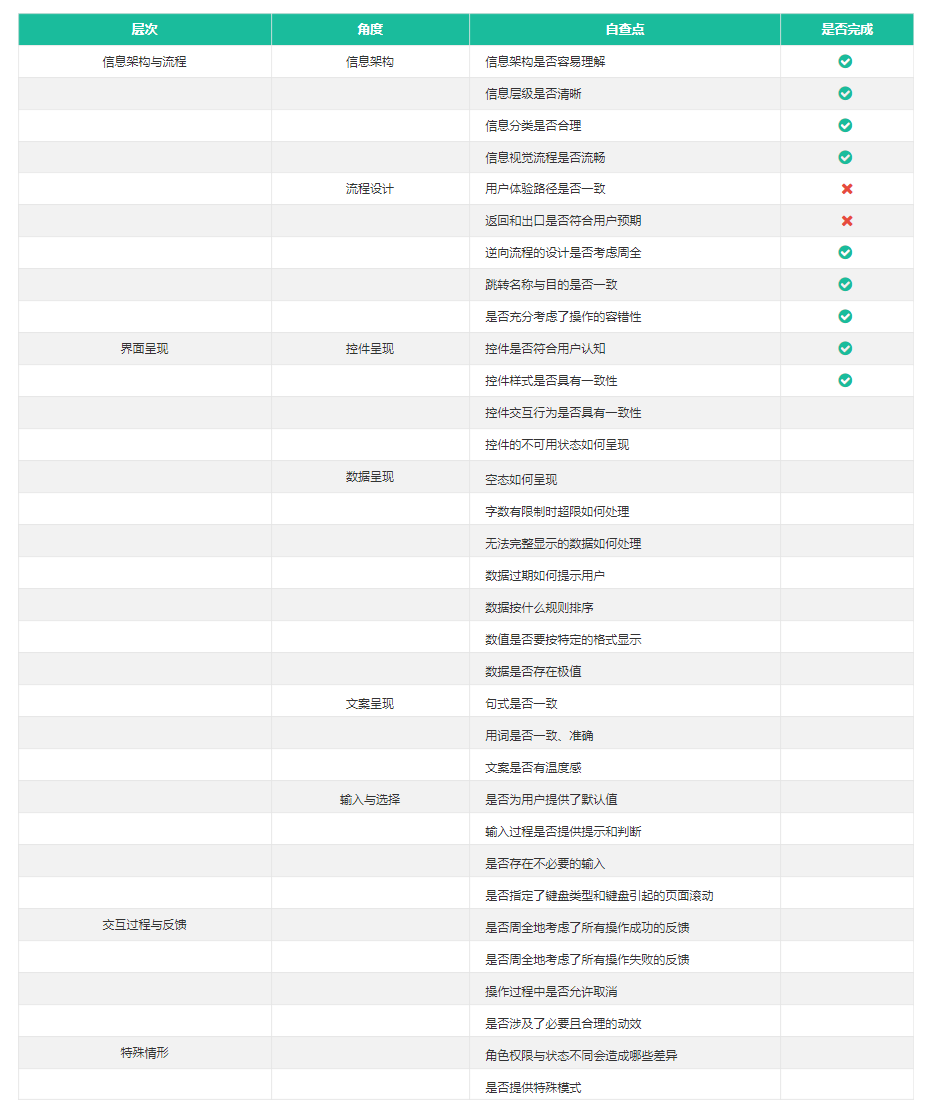 层次 角度 自查点 是否完成
信息架构与流程 信息架构 信息架构是否容易理解
信息层级是否清晰
信息分类是否合理
信息视觉流程是否流畅
流程设计 用户体验路径是否一致
返回和出口是否符合用户预期
逆向流程的设计是否考虑周全
跳转名称与目的是否一致
是否充分考虑了操作的容错性
界面呈现 控件呈现 控件是否符合用户认知
控件样式是否具有一致性
控件交互行为是否具有一致性
控件的不可用状态如何呈现
数据呈现 空态如何呈现
字数有限制时超限如何处理
无法完整显示的数据如何处理
数据过期如何提示用户
数据按什么规则排序
数值是否要按特定的格式显示
数据是否存在极值
文案呈现 句式是否一致
用词是否一致、准确
文案是否有温度感
输入与选择 是否为用户提供了默认值
输入过程是否提供提示和判断
是否存在不必要的输入
是否指定了键盘类型和键盘引起的页面滚动
交互过程与反馈 是否周全地考虑了所有操作成功的反馈
是否周全地考虑了所有操作失败的反馈
操作过程中是否允许取消
是否涉及了必要且合理的动效
特殊情形 角色权限与状态不同会造成哪些差异
是否提供特殊模式